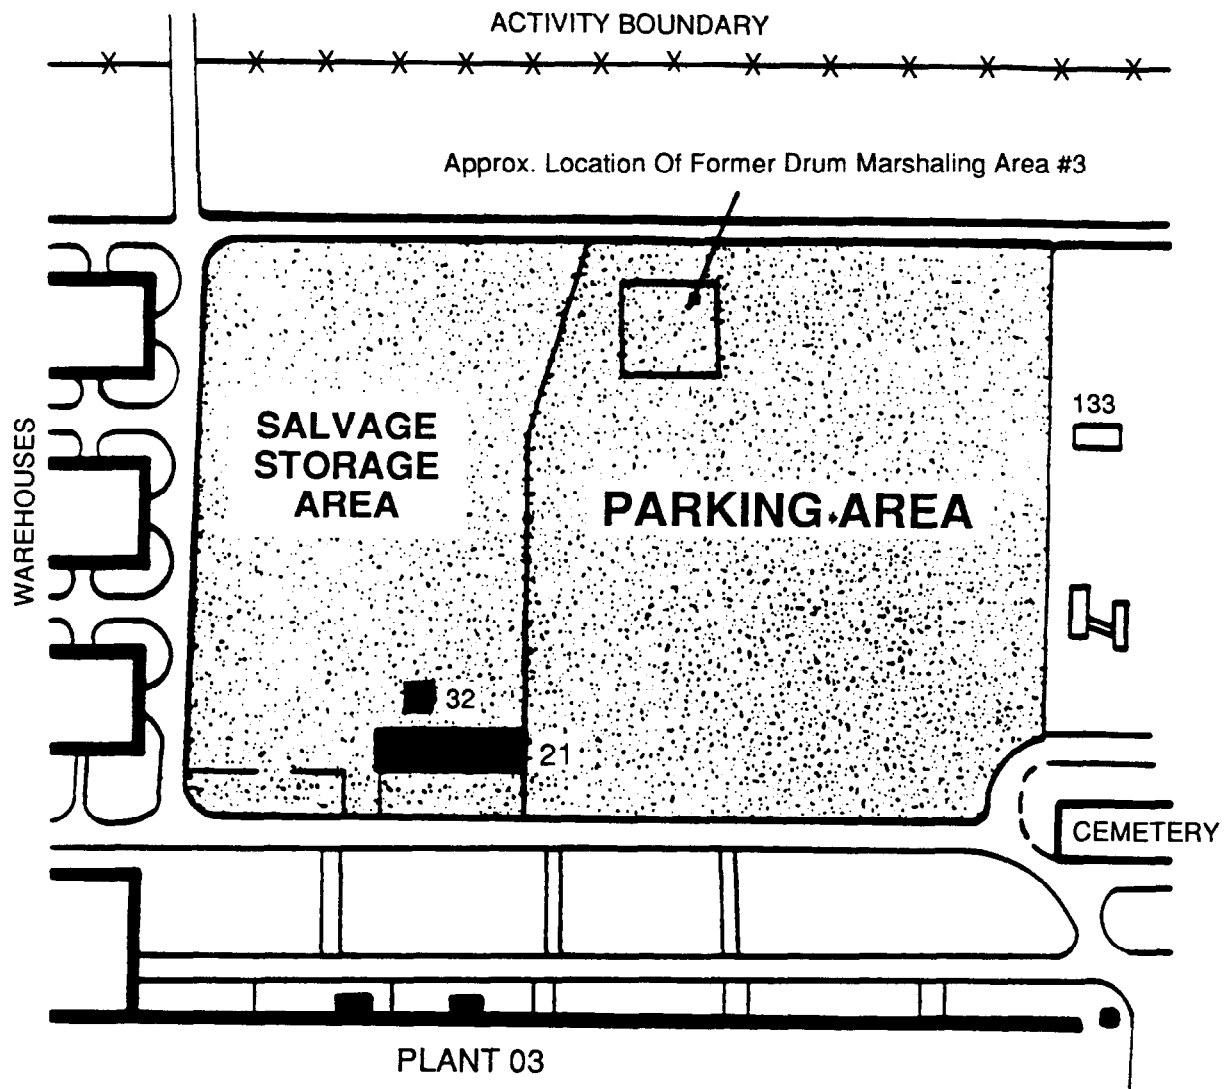 ACTIVITY BOUNDARY
Approx. Location Of Former Drum Marshaling Area #3
133
SALVAGE
STORAGE
AREA
PARKING AREA
WAREHOUSES
32
21
CEMETERY
PLANT 03